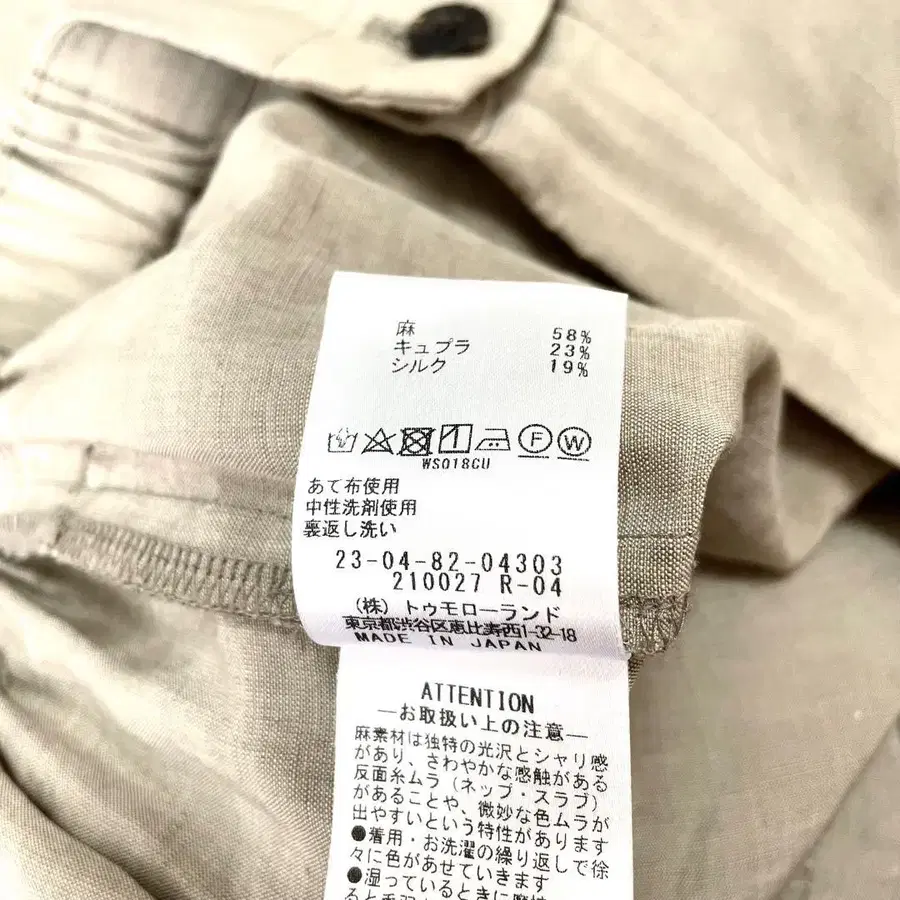 麻 58%
キュプラ 23%
シルク 19%
F W
WS018CU
あて布使用
中性洗剤使用
裏返し洗い
23-04-82-04303
210027 R-04
(株)トゥモローランド
東京都渋谷区恵比寿西1-32-18
MADE IN JAPAN
ATTENTION
―お取扱い上の注意―
麻素材は独特の光沢とシャリ感
があり、さわやかな感触がある
反面糸ムラ(ネップ・スラブ)
があることや、微妙な色ムラが
出やすいという特性があります
●着用・お洗濯の繰り返しで徐
々に色があせていきます
●湿っているときに摩
ると毛羽